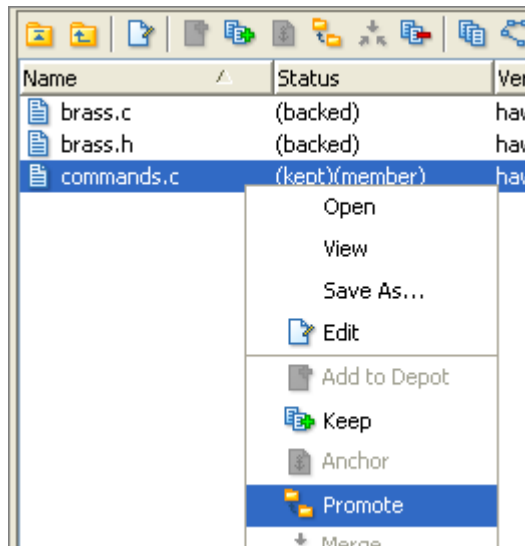 Name Status Ver
brass.c (backed) hav
brass.h (backed) hav
commands.c (kept)(member) hav
Open
View
Save As...
Edit
Add to Depot
Keep
Anchor
Promote
Merge